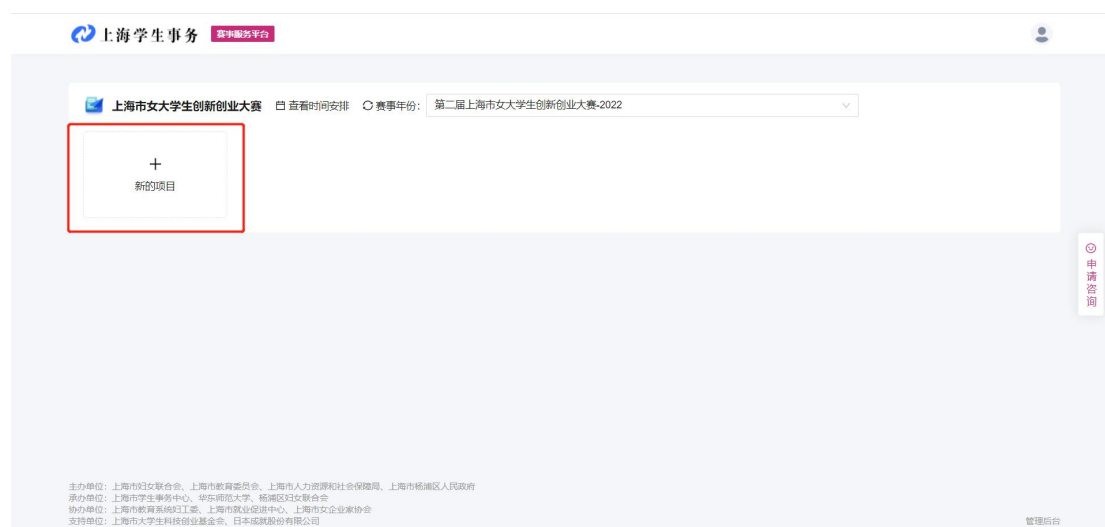 上海学生事务 赛事服务平台
上海市女大学生创新创业大赛 查看时间安排 赛事年份： 第二届上海市女大学生创新创业大赛-2022
+
新的项目
申请咨询
主办单位：上海市妇女联合会、上海市教育委员会、上海市人力资源和社会保障局、上海市杨浦区人民政府
承办单位：上海市学生事务中心、华东师范大学、杨浦区妇女联合会
协办单位：上海市教育系统妇工委、上海市就业促进中心、上海市女企业家协会
支持单位：上海市大学生科技创业基金会、日本成就股份有限公司
管理后台